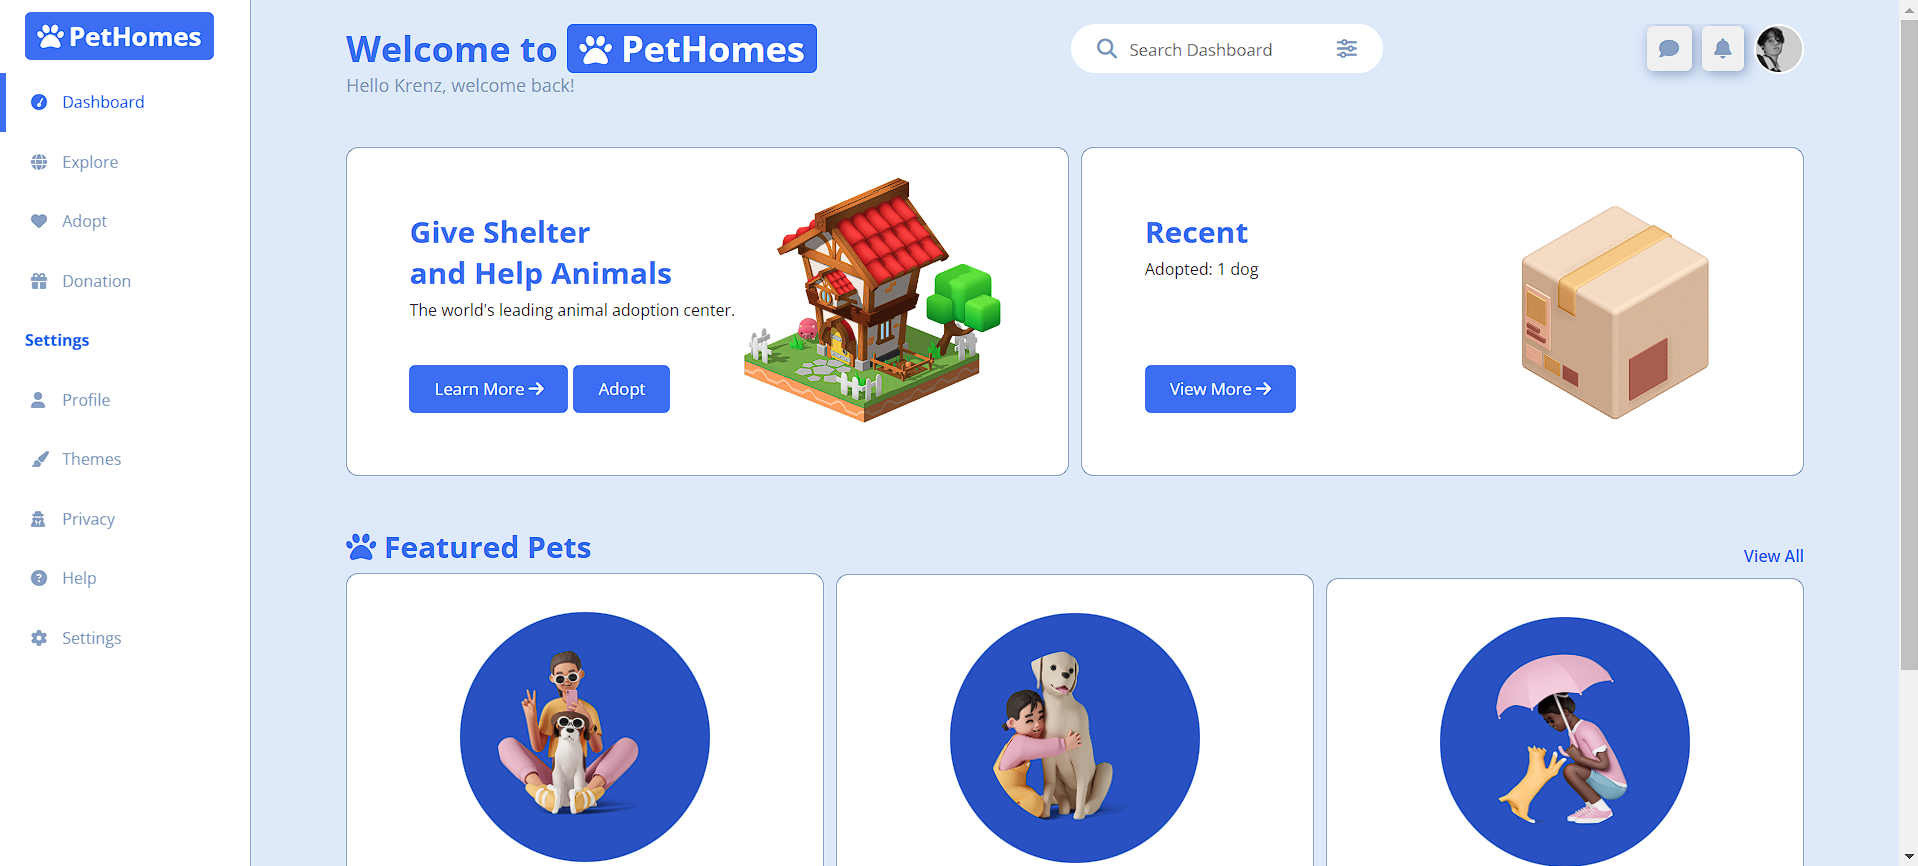 PetHomes
Dashboard
Explore
Adopt
Donation
Settings
Profile
Themes
Privacy
Help
Settings
Welcome to PetHomes
Hello Krenz, welcome back!
Search Dashboard
Give Shelter
and Help Animals
The world's leading animal adoption center.
Learn More
Adopt
Recent
Adopted: 1 dog
View More
Featured Pets
View All